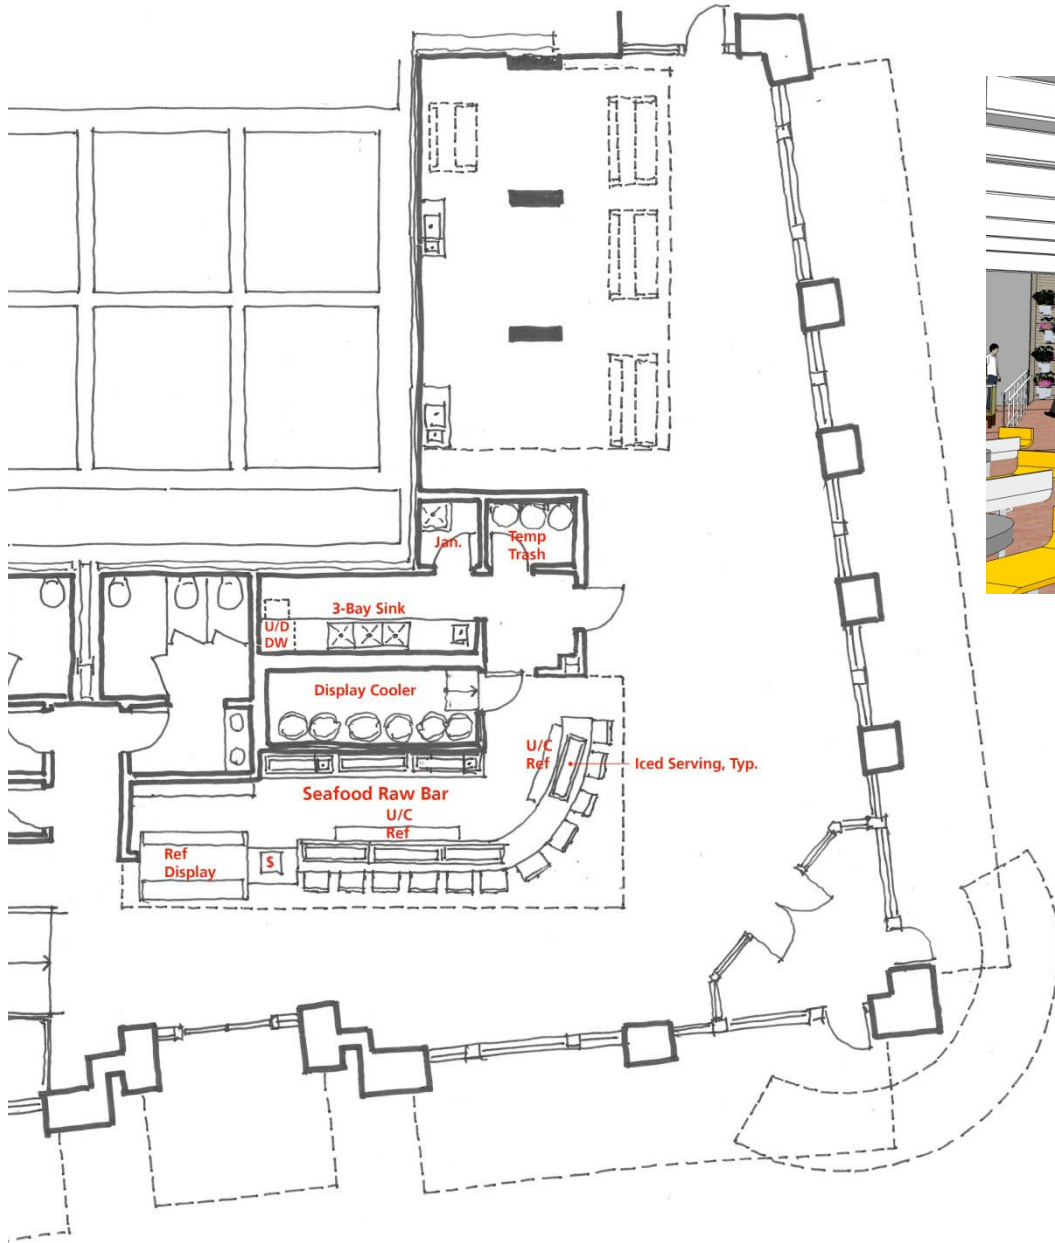 Jan.
Temp
Trash
3-Bay Sink
U/D
DW
Display Cooler
U/C
Ref
Iced Serving, Typ.
Seafood Raw Bar
U/C
Ref
Ref
Display
$